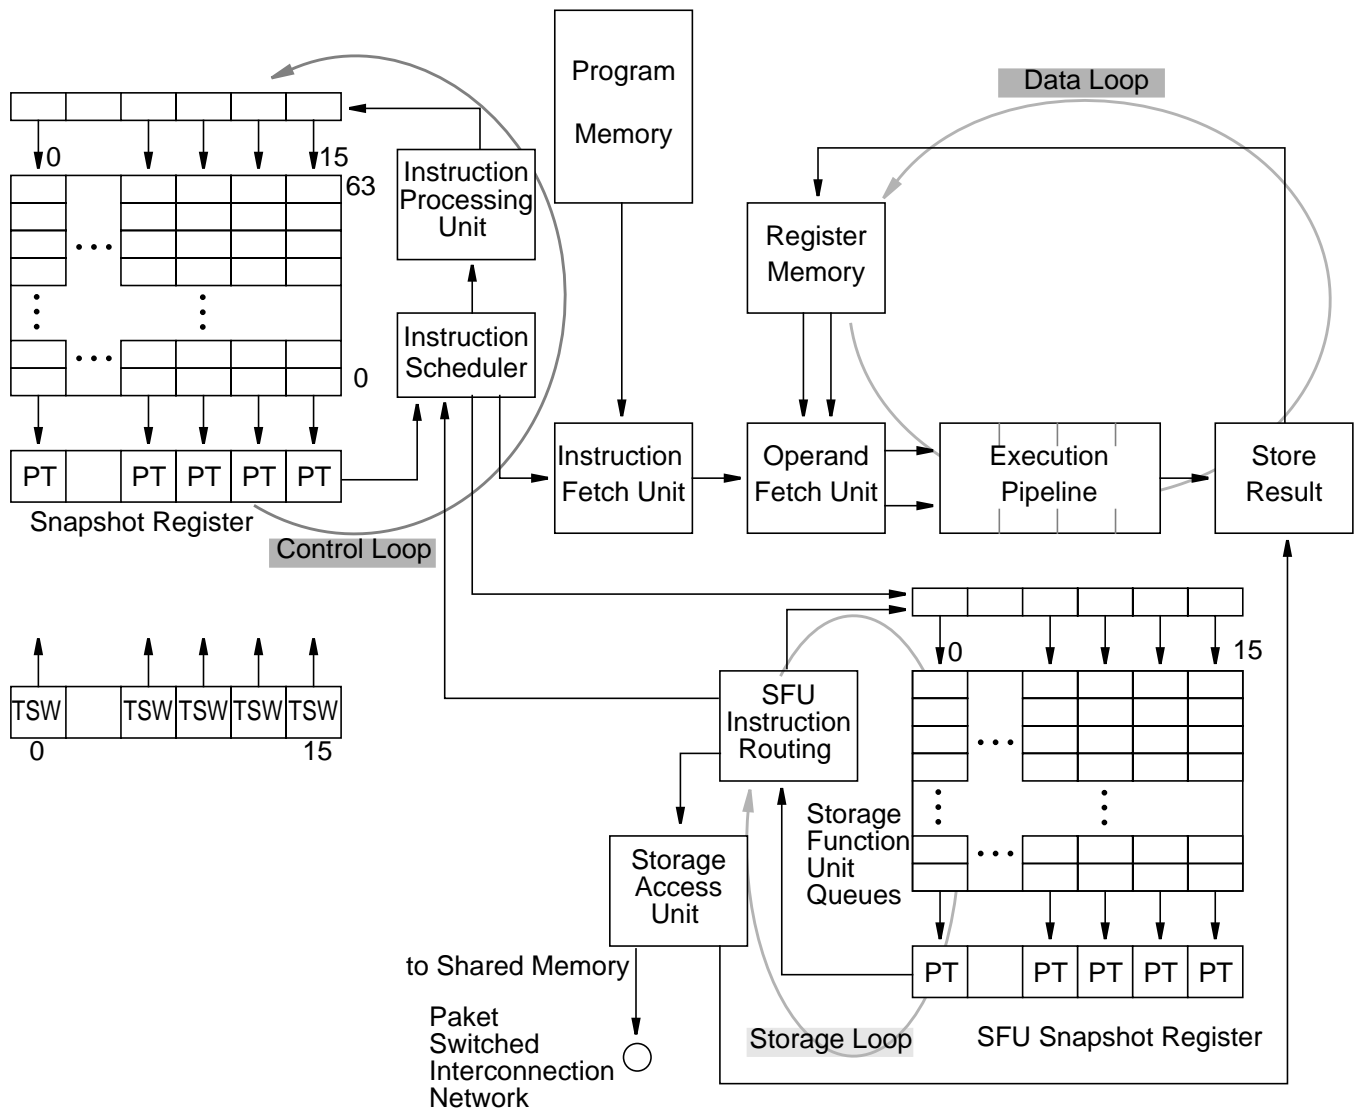 Program
Memory
Data Loop
0
15
63
Instruction
Processing
Unit
Register
Memory
Instruction
Scheduler
0
PT PT PT PT PT
Snapshot Register
Control Loop
Instruction
Fetch Unit
Operand
Fetch Unit
Execution
Pipeline
Store
Result
TSW TSW TSW TSW TSW
0
15
0
15
SFU
Instruction
Routing
Storage
Function
Unit
Queues
Storage
Access
Unit
to Shared Memory
Paket
Switched
Interconnection
Network
PT PT PT PT PT
Storage Loop
SFU Snapshot Register